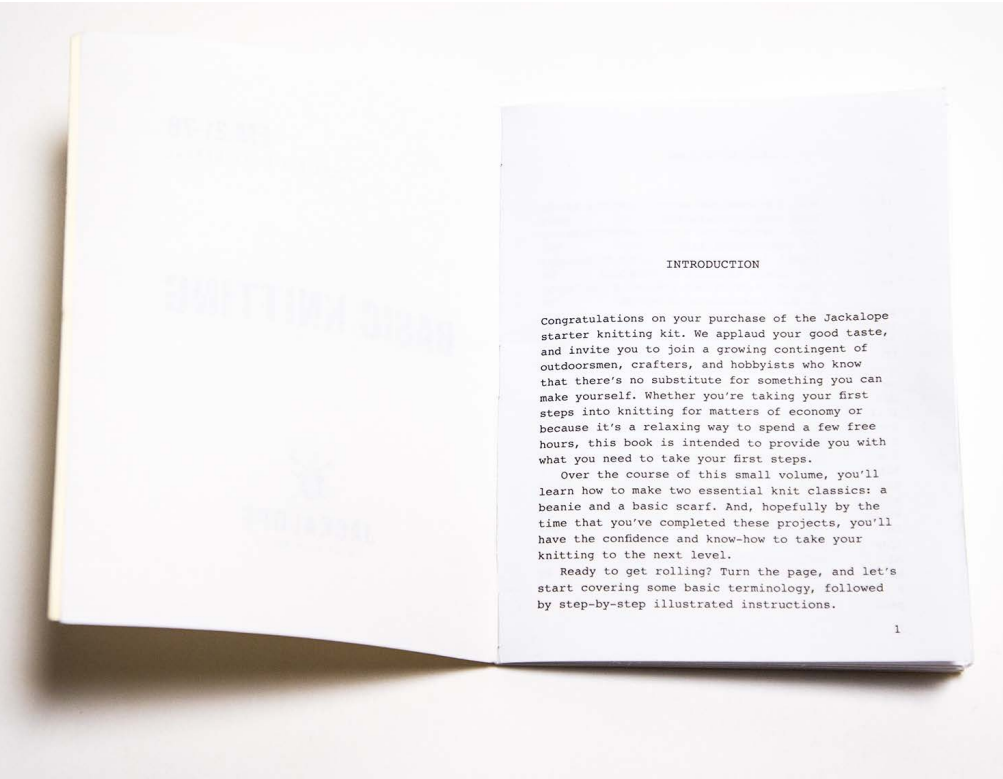 BASIC KNITTING
JACKALOPE
INTRODUCTION
Congratulations on your purchase of the Jackalope
starter knitting kit. We applaud your good taste,
and invite you to join a growing contingent of
outdoorsmen, crafters, and hobbyists who know
that there's no substitute for something you can
make yourself. Whether you're taking your first
steps into knitting for matters of economy or
because it's a relaxing way to spend a few free
hours, this book is intended to provide you with
what you need to take your first steps.
Over the course of this small volume, you'll
learn how to make two essential knit classics: a
beanie and a basic scarf. And, hopefully by the
time that you've completed these projects, you'll
have the confidence and know-how to take your
knitting to the next level.
Ready to get rolling? Turn the page, and let's
start covering some basic terminology, followed
by step-by-step illustrated instructions.
1